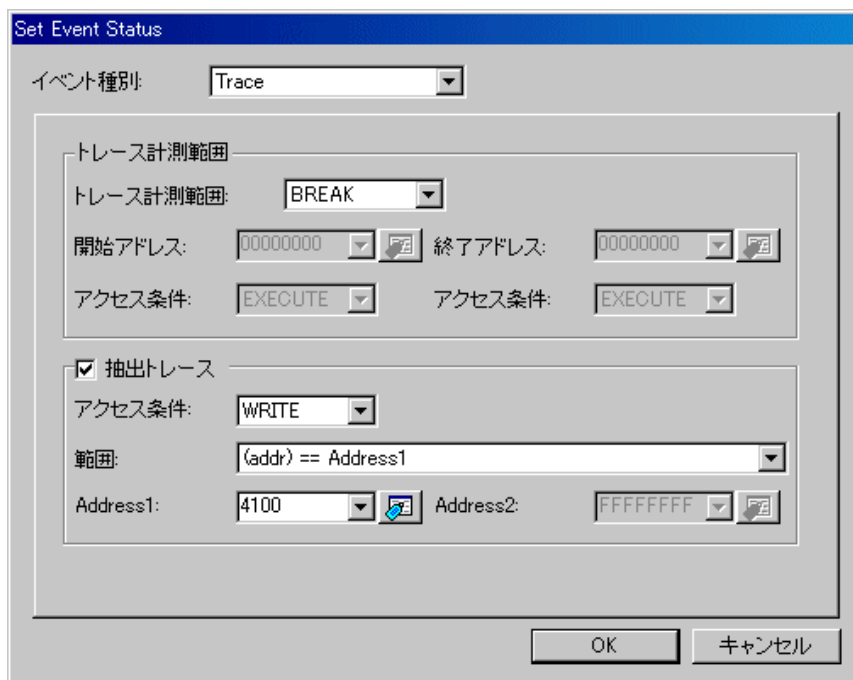 Set Event Status
イベント種別: Trace
トレース計測範囲
トレース計測範囲: BREAK
開始アドレス: 00000000 終了アドレス: 00000000
アクセス条件: EXECUTE アクセス条件: EXECUTE
抽出トレース
アクセス条件: WRITE
範囲: (addr) == Address1
Address1: 4100 Address2: FFFFFFFF
OK キャンセル